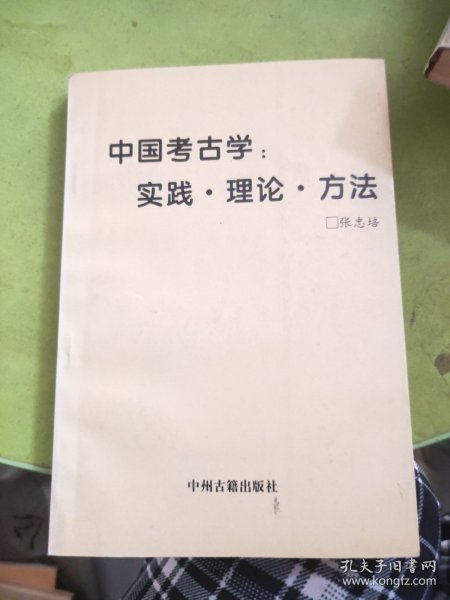 中国考古学：
实践·理论·方法
□张忠培
中州古籍出版社
孔夫子旧书网
www.kongfz.com